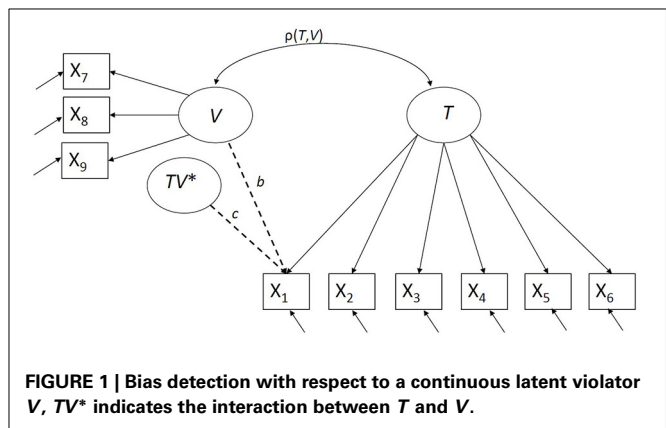 ρ(T,V)
X₇
X₈
X₉
V
T
TV*
b
c
X₁ X₂ X₃ X₄ X₅ X₆
FIGURE 1 | Bias detection with respect to a continuous latent violator
V, TV* indicates the interaction between T and V.